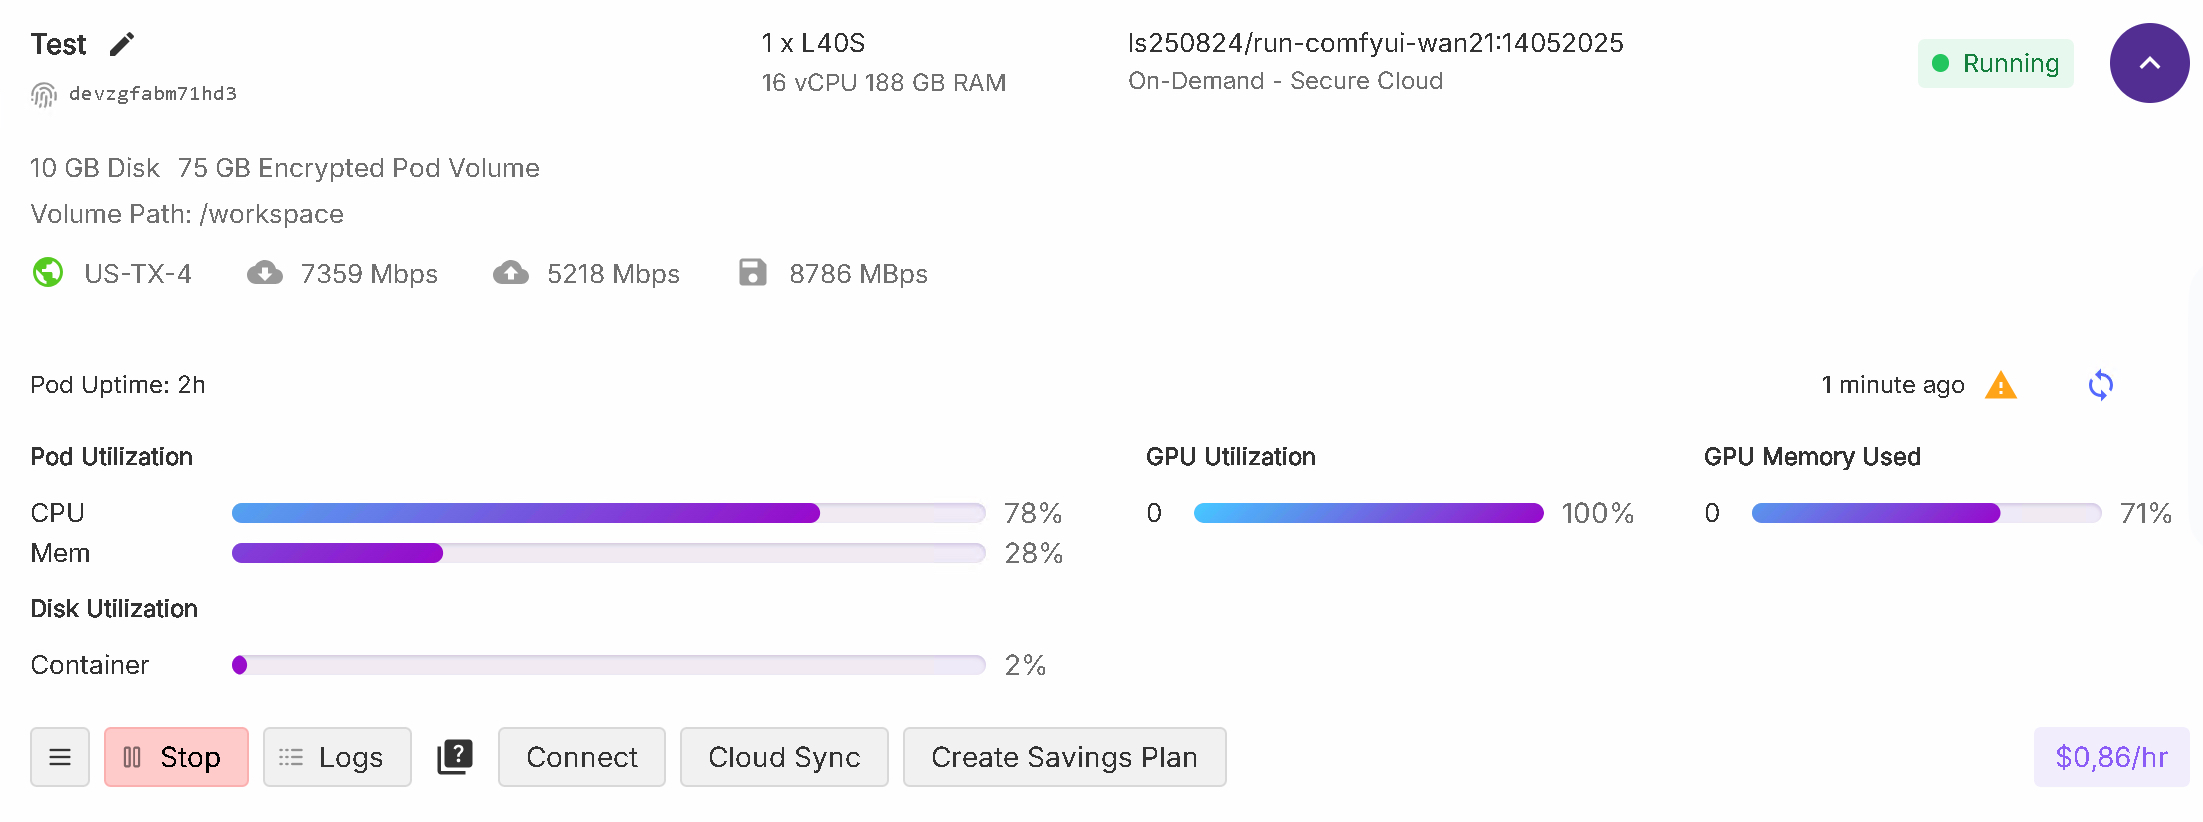 Test
devzgfabm71hd3
1 x L40S
16 vCPU 188 GB RAM
ls250824/run-comfyui-wan21:14052025
On-Demand - Secure Cloud
Running
10 GB Disk 75 GB Encrypted Pod Volume
Volume Path: /workspace
US-TX-4 7359 Mbps 5218 Mbps 8786 MBps
Pod Uptime: 2h
1 minute ago
Pod Utilization
CPU 78%
Mem 28%
GPU Utilization
0 100%
GPU Memory Used
0 71%
Disk Utilization
Container 2%
Stop Logs Connect Cloud Sync Create Savings Plan
$0,86/hr